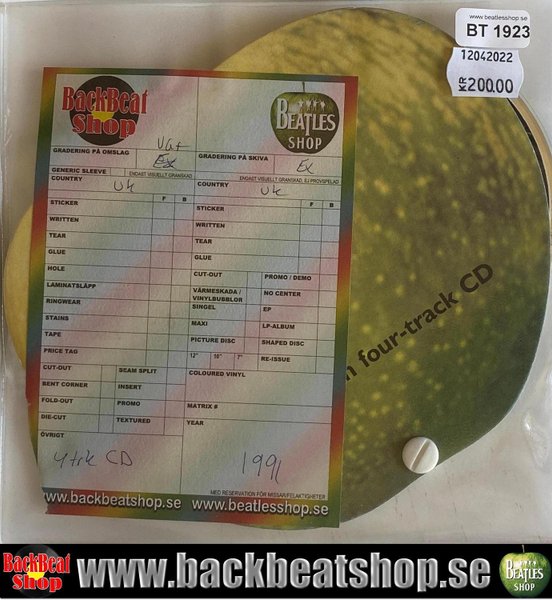 www.beatlesshop.se
BT 1923
12042022
KR200.00
BackBeat
Shop
BEATLES
SHOP
VG+
GRADERING PÅ OMSLAG Ex
GRADERING PÅ SKIVA Ex
GENERIC SLEEVE ENDAST VISUELLT GRANSKAD
ENDAST VISUELLT GRANSKAD, EJ PROVSPELAD
COUNTRY UK
COUNTRY UK
STICKER F B
STICKER F B
WRITTEN
WRITTEN
TEAR
TEAR
GLUE
GLUE
HOLE
CUT-OUT PROMO / DEMO
LAMINATSLÄPP
VÄRMESKADA / VINYLBUBBLOR NO CENTER
RINGWEAR
SINGEL EP
STAINS
MAXI LP-ALBUM
TAPE
PICTURE DISC SHAPED DISC
PRICE TAG
12" 10" 7" RE-ISSUE
CUT-OUT SEAM SPLIT
COLOURED VINYL
BENT CORNER INSERT
FOLD-OUT PROMO
MATRIX #
DIE-CUT TEXTURED
YEAR
ÖVRIGT
4trk CD
1991
MED RESERVATION FÖR MISSAR/FELAKTIGHETER
www.backbeatshop.se
www.beatlesshop.se
n four-track CD
BackBeat
Shop
www.backbeatshop.se
BEATLES
SHOP